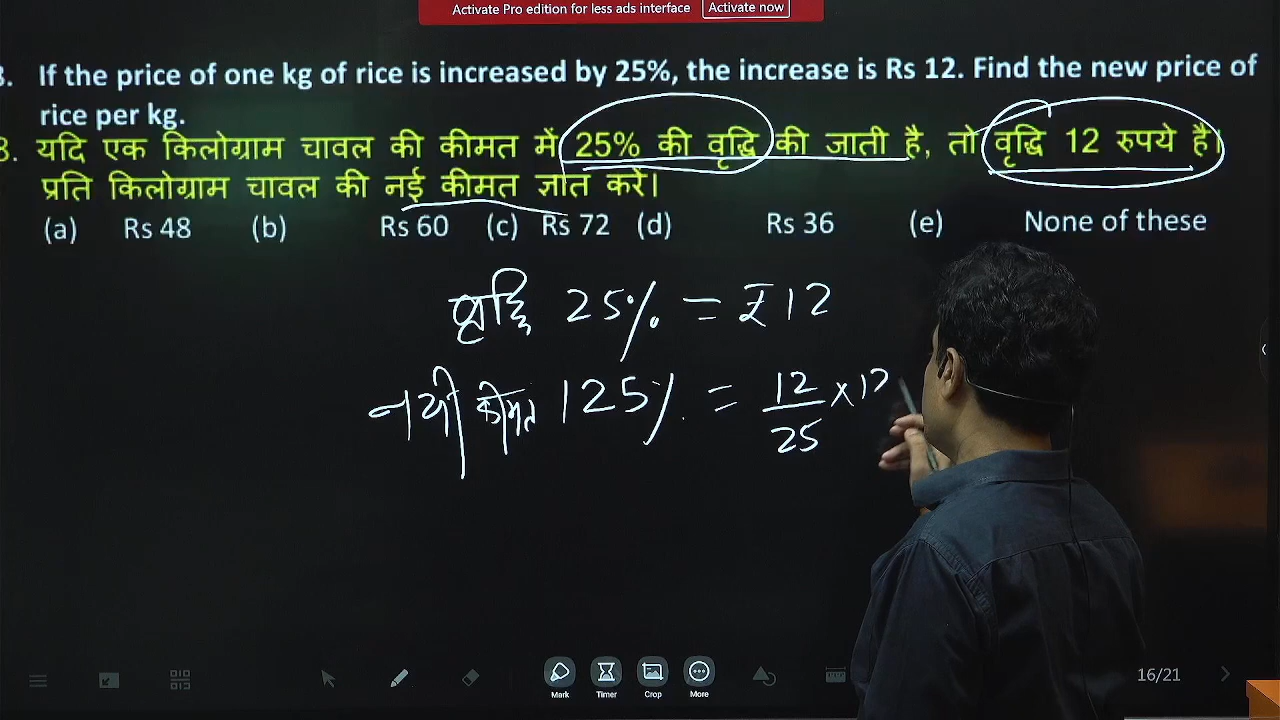 Activate Pro edition for less ads interface Activate now
3. If the price of one kg of rice is increased by 25%, the increase is Rs 12. Find the new price of
rice per kg.
3. यदि एक किलोग्राम चावल की कीमत में 25% की वृद्धि की जाती है, तो वृद्धि 12 रुपये है।
प्रति किलोग्राम चावल की नई कीमत ज्ञात करें।
(a) Rs 48 (b) Rs 60 (c) Rs 72 (d) Rs 36 (e) None of these
वृद्धि 25% = ₹12
नयी कीमत 125% = 12/25 × 12
Mark Timer Crop More
16/21